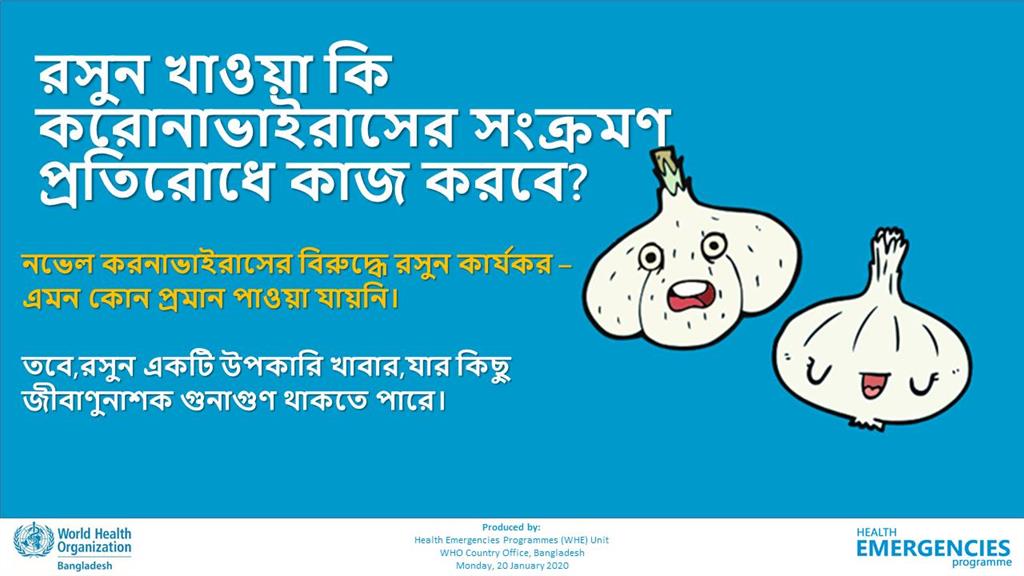 রসুন খাওয়া কি
করোনাভাইরাসের সংক্রমণ
প্রতিরোধে কাজ করবে?
নভেল করনাভাইরাসের বিরুদ্ধে রসুন কার্যকর –
এমন কোন প্রমান পাওয়া যায়নি।
তবে,রসুন একটি উপকারি খাবার,যার কিছু
জীবাণুনাশক গুনাগুণ থাকতে পারে।
World Health
Organization
Bangladesh
Produced by:
Health Emergencies Programmes (WHE) Unit
WHO Country Office, Bangladesh
Monday, 20 January 2020
HEALTH
EMERGENCIES
programme